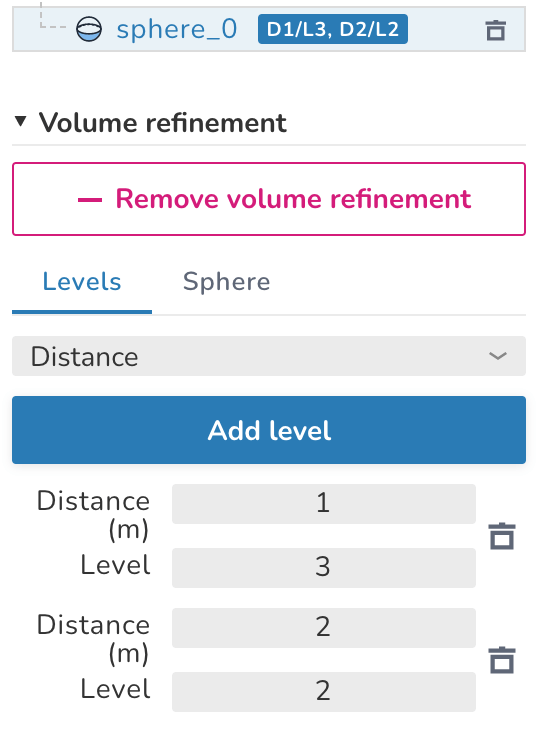 sphere_0 D1/L3, D2/L2
Volume refinement
Remove volume refinement
Levels Sphere
Distance
Add level
Distance 1
(m)
Level 3
Distance 2
(m)
Level 2